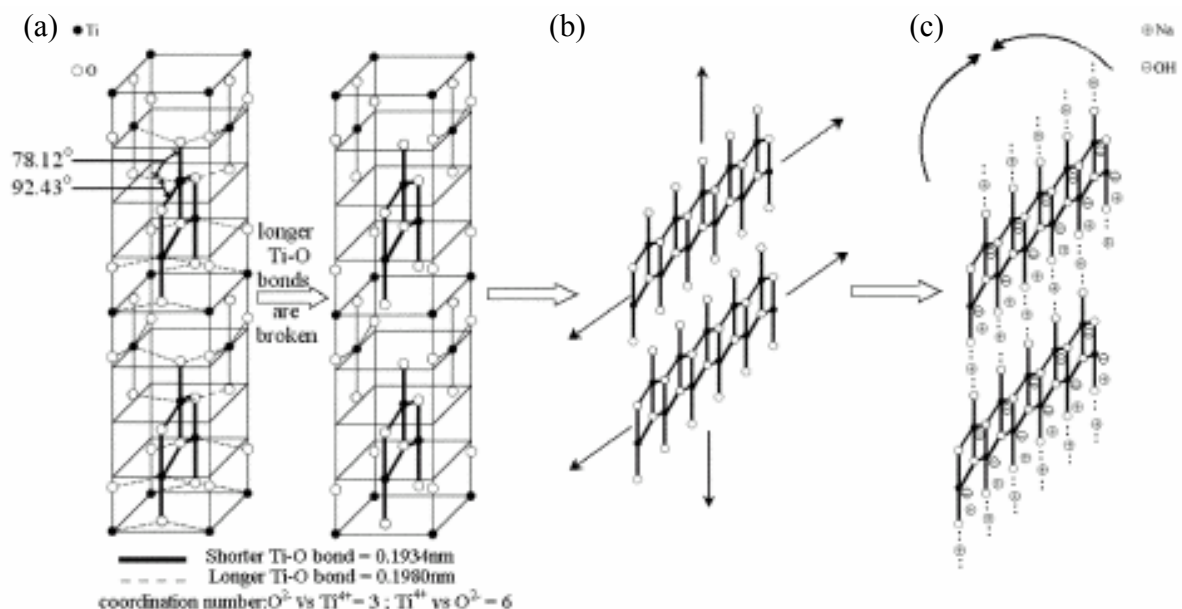 (a)
Ti
O
78.12°
92.43°
longer
Ti-O
bonds
are
broken
(b)
(c)
Na
OH
Shorter Ti-O bond = 0.1934nm
Longer Ti-O bond = 0.1980nm
coordination number:O²⁻ Vs Ti⁴⁺ = 3 ; Ti⁴⁺ vs O²⁻ = 6